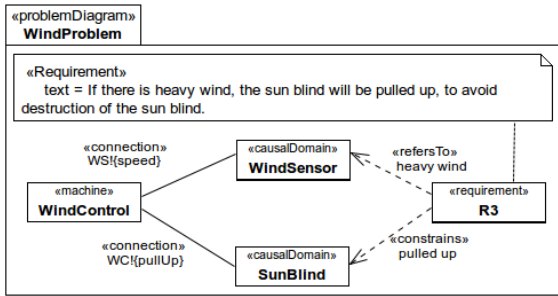 «problemDiagram»
WindProblem
«Requirement»
text = If there is heavy wind, the sun blind will be pulled up, to avoid
destruction of the sun blind.
«connection»
WS!{speed}
«causalDomain»
WindSensor
«refersTo»
heavy wind
«machine»
WindControl
«requirement»
R3
«connection»
WC!{pullUp}
«causalDomain»
SunBlind
«constrains»
pulled up